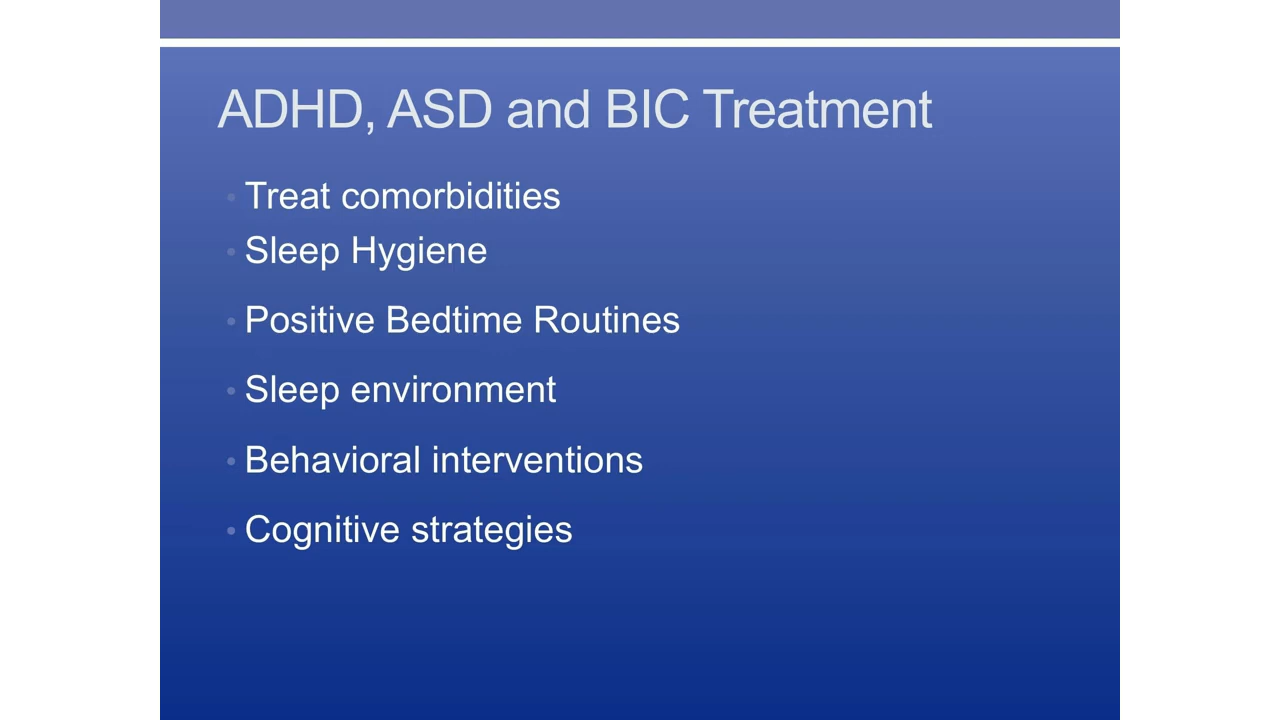 ADHD, ASD and BIC Treatment
• Treat comorbidities
• Sleep Hygiene
• Positive Bedtime Routines
• Sleep environment
• Behavioral interventions
• Cognitive strategies